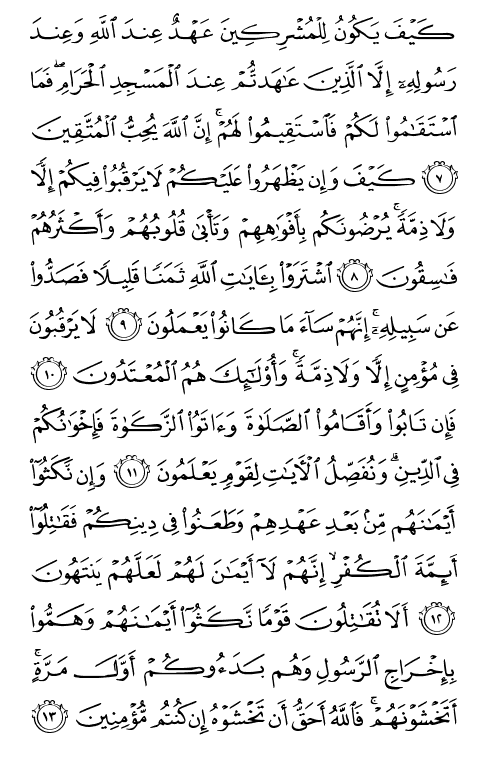 كَيۡفَ يَكُونُ لِلۡمُشۡرِكِينَ عَهۡدٌ عِندَ ٱللَّهِ وَعِندَ
رَسُولِهِۦٓ إِلَّا ٱلَّذِينَ عَٰهَدتُّمۡ عِندَ ٱلۡمَسۡجِدِ ٱلۡحَرَامِۖ فَمَا
ٱسۡتَقَٰمُواْ لَكُمۡ فَٱسۡتَقِيمُواْ لَهُمۡۚ إِنَّ ٱللَّهَ يُحِبُّ ٱلۡمُتَّقِينَ
٧ كَيۡفَ وَإِن يَظۡهَرُواْ عَلَيۡكُمۡ لَا يَرۡقُبُواْ فِيكُمۡ إِلّٗا
وَلَا ذِمَّةٗۚ يُرۡضُونَكُم بِأَفۡوَٰهِهِمۡ وَتَأۡبَىٰ قُلُوبُهُمۡ وَأَكۡثَرُهُمۡ
فَٰسِقُونَ ٨ ٱشۡتَرَوۡاْ بِـَٔايَٰتِ ٱللَّهِ ثَمَنٗا قَلِيلٗا فَصَدُّواْ
عَن سَبِيلِهِۦٓۚ إِنَّهُمۡ سَآءَ مَا كَانُواْ يَعۡمَلُونَ ٩ لَا يَرۡقُبُونَ
فِي مُؤۡمِنٍ إِلّٗا وَلَا ذِمَّةٗۚ وَأُوْلَٰٓئِكَ هُمُ ٱلۡمُعۡتَدُونَ ١٠
فَإِن تَابُواْ وَأَقَامُواْ ٱلصَّلَوٰةَ وَءَاتَوُاْ ٱلزَّكَوٰةَ فَإِخۡوَٰنُكُمۡ
فِي ٱلدِّينِۗ وَنُفَصِّلُ ٱلۡأٓيَٰتِ لِقَوۡمٖ يَعۡلَمُونَ ١١ وَإِن نَّكَثُوٓاْ
أَيۡمَٰنَهُم مِّنۢ بَعۡدِ عَهۡدِهِمۡ وَطَعَنُواْ فِي دِينِكُمۡ فَقَٰتِلُوٓاْ
أَئِمَّةَ ٱلۡكُفۡرِۙ إِنَّهُمۡ لَآ أَيۡمَٰنَ لَهُمۡ لَعَلَّهُمۡ يَنتَهُونَ
١٢ أَلَا تُقَٰتِلُونَ قَوۡمٗا نَّكَثُوٓاْ أَيۡمَٰنَهُمۡ وَهَمُّواْ
بِإِخۡرَاجِ ٱلرَّسُولِ وَهُم بَدَءُوكُمۡ أَوَّلَ مَرَّةٍۚ
أَتَخۡشَوۡنَهُمۡۚ فَٱللَّهُ أَحَقُّ أَن تَخۡشَوۡهُ إِن كُنتُم مُّؤۡمِنِينَ ١٣